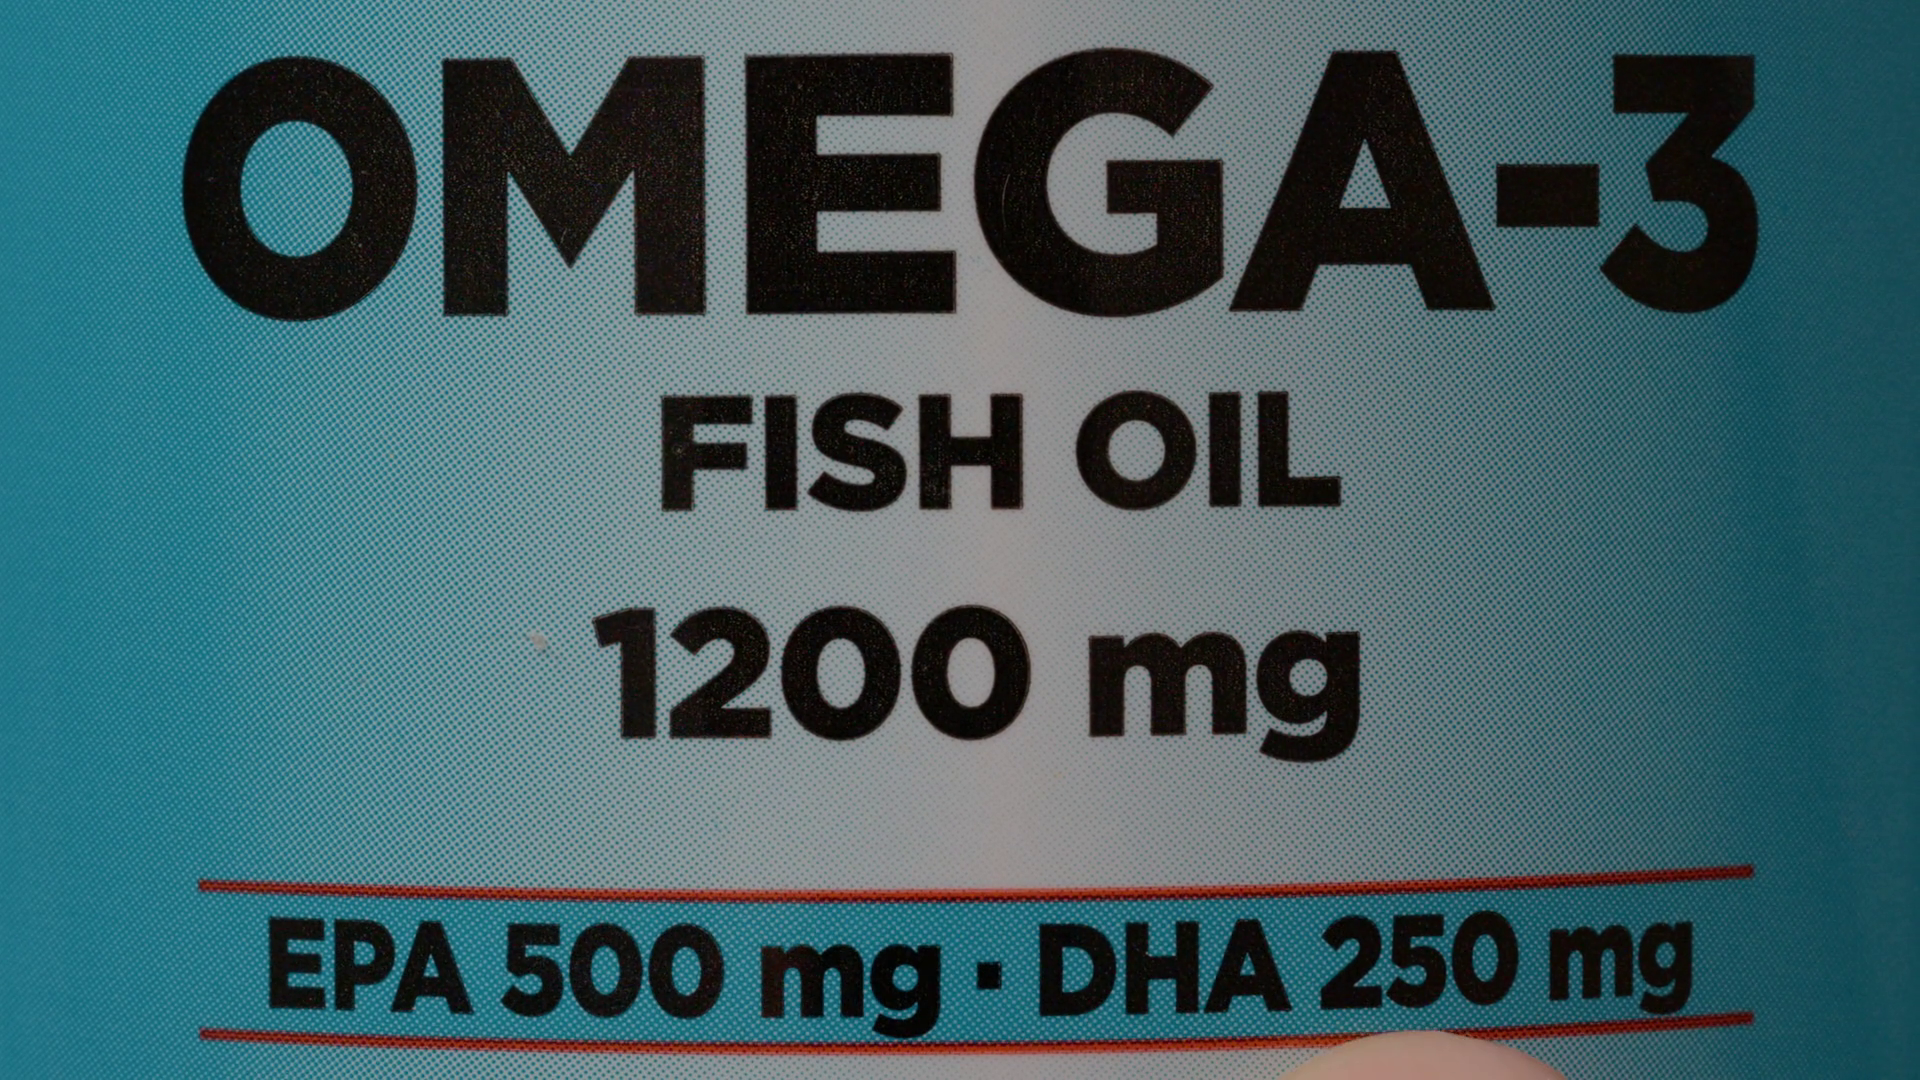 OMEGA-3
FISH OIL
1200 mg
EPA 500 mg · DHA 250 mg